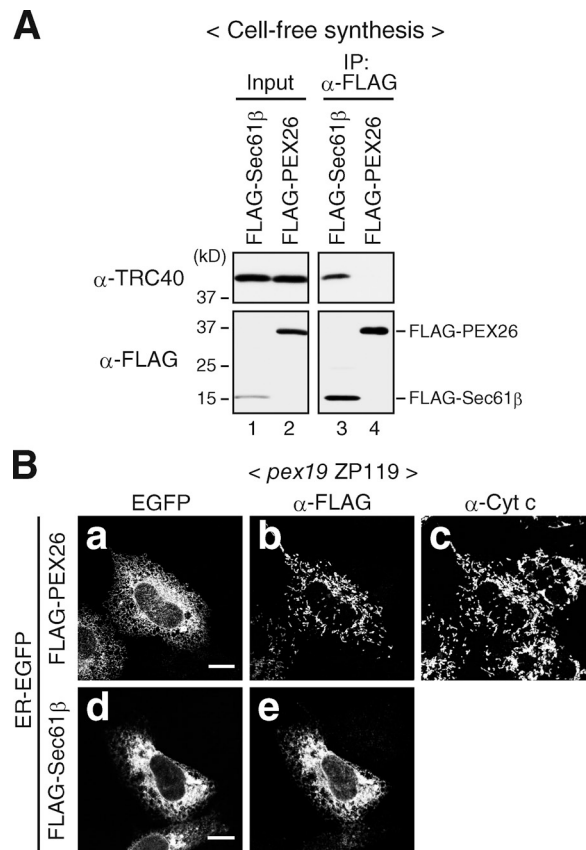 A
< Cell-free synthesis >
IP:
Input α-FLAG
FLAG-Sec61β
FLAG-PEX26
FLAG-Sec61β
FLAG-PEX26
(kD)
α-TRC40
37
α-FLAG
37
25
15
FLAG-PEX26
FLAG-Sec61β
1 2 3 4
B
< pex19 ZP119 >
EGFP α-FLAG α-Cyt c
ER-EGFP
FLAG-PEX26
a b c
FLAG-Sec61β
d e